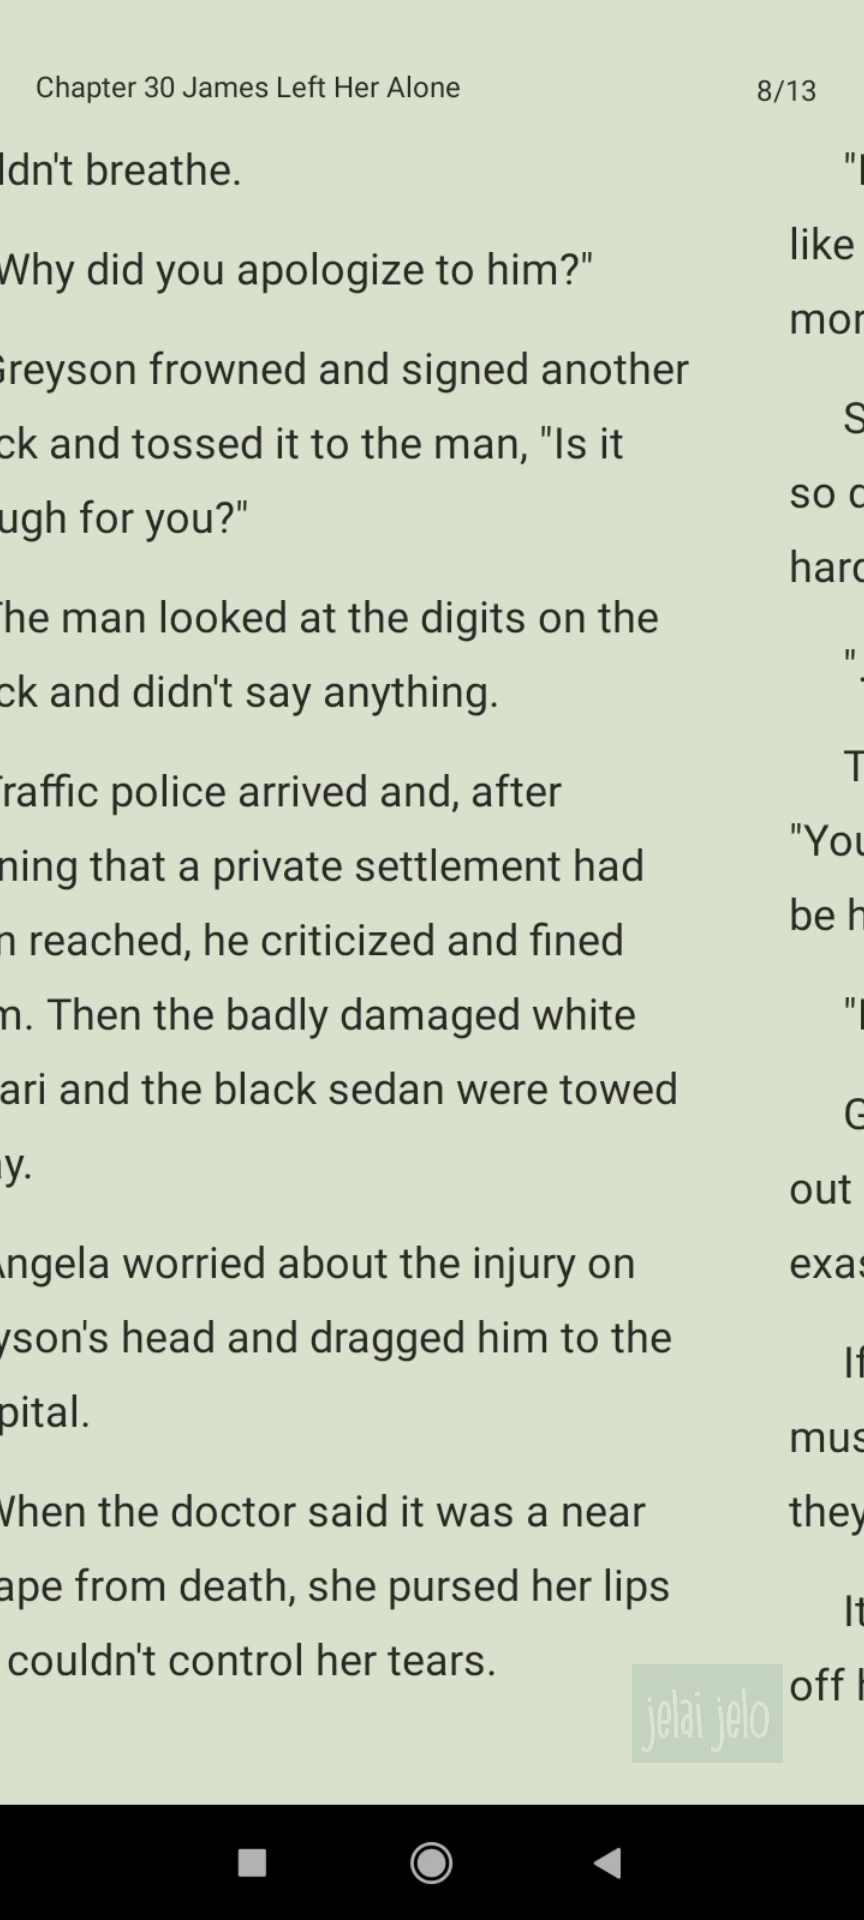 Chapter 30 James Left Her Alone
8/13
ldn't breathe.
Why did you apologize to him?"
Greyson frowned and signed another
ck and tossed it to the man, "Is it
ugh for you?"
The man looked at the digits on the
ck and didn't say anything.
Traffic police arrived and, after
ning that a private settlement had
n reached, he criticized and fined
m. Then the badly damaged white
ari and the black sedan were towed
y.
Angela worried about the injury on
yson's head and dragged him to the
pital.
When the doctor said it was a near
ape from death, she pursed her lips
couldn't control her tears.
like
mor
S
so
hard
T
"You
be h
G
out
exas
If
mus
they
It
off h
jelai jelo